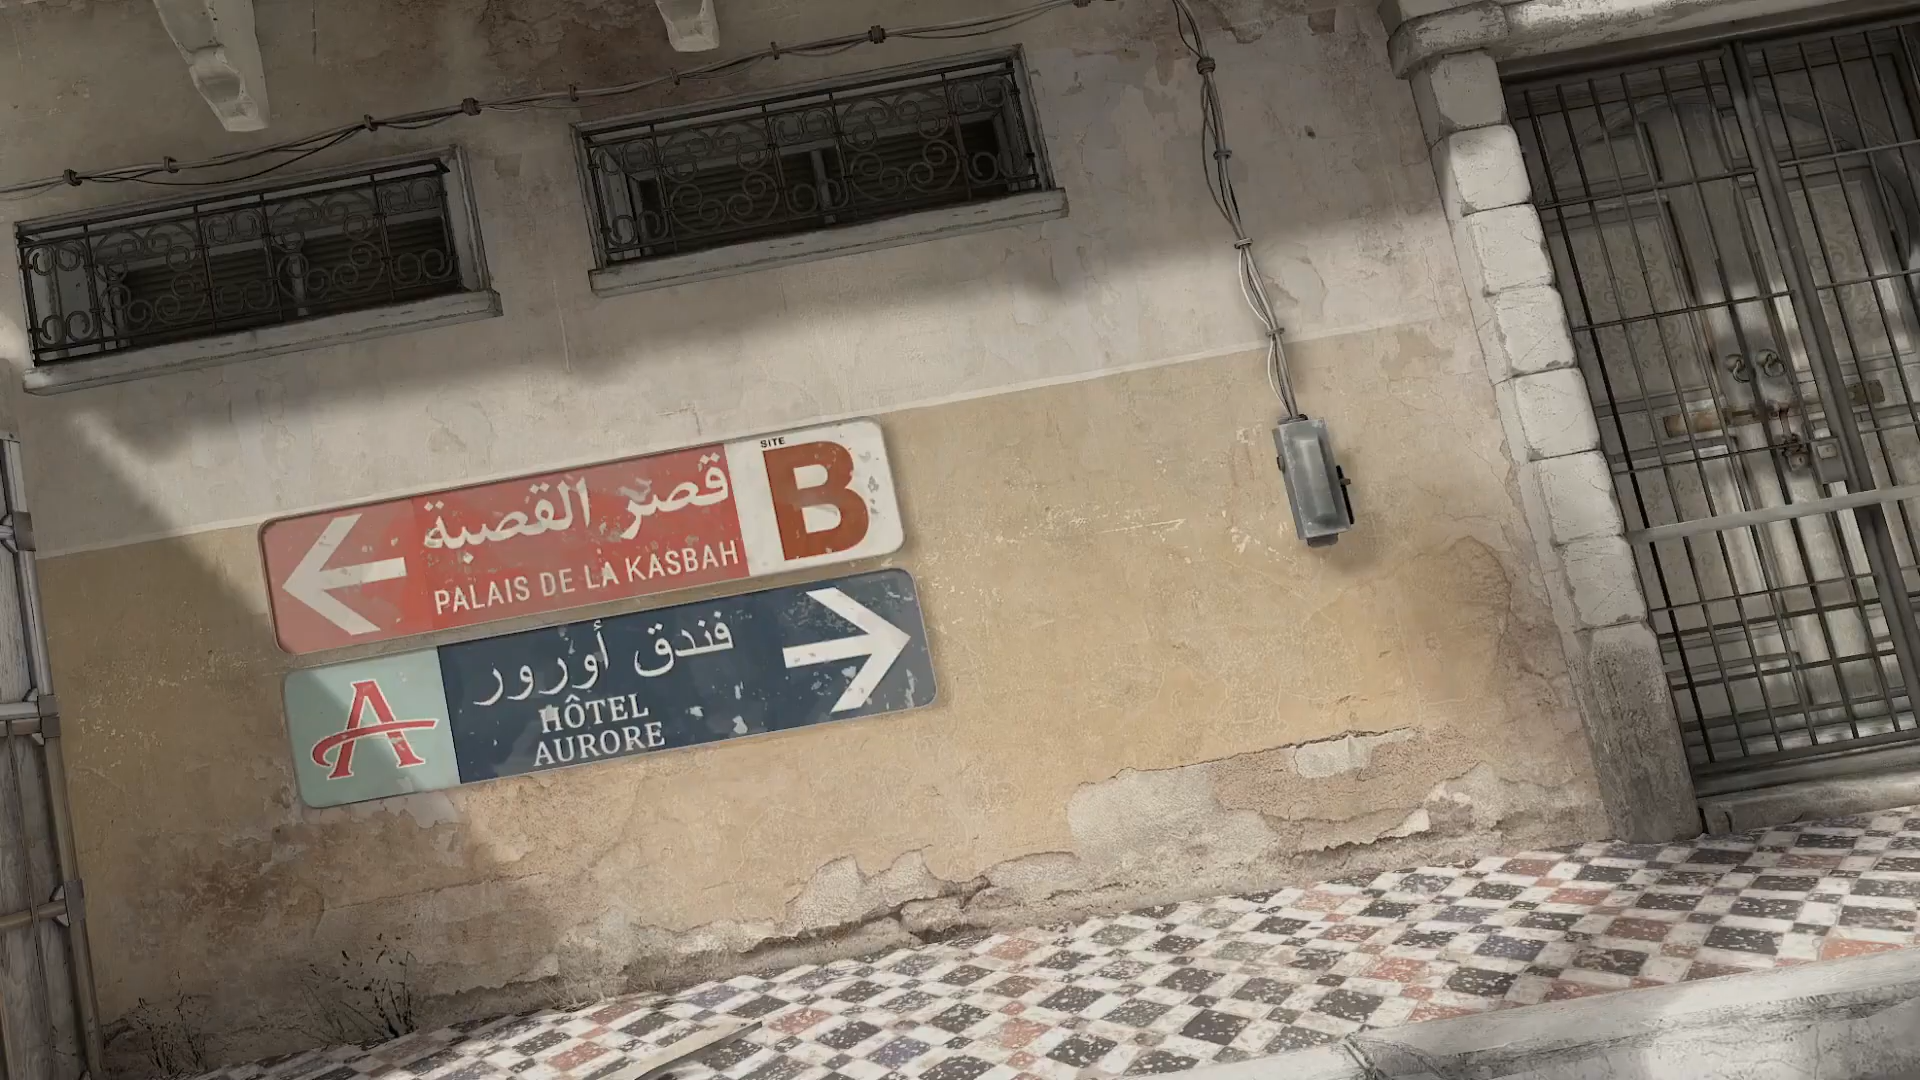 SITE
B
قصر القصبة
PALAIS DE LA KASBAH
A
فندق أورور
HÔTEL
AURORE